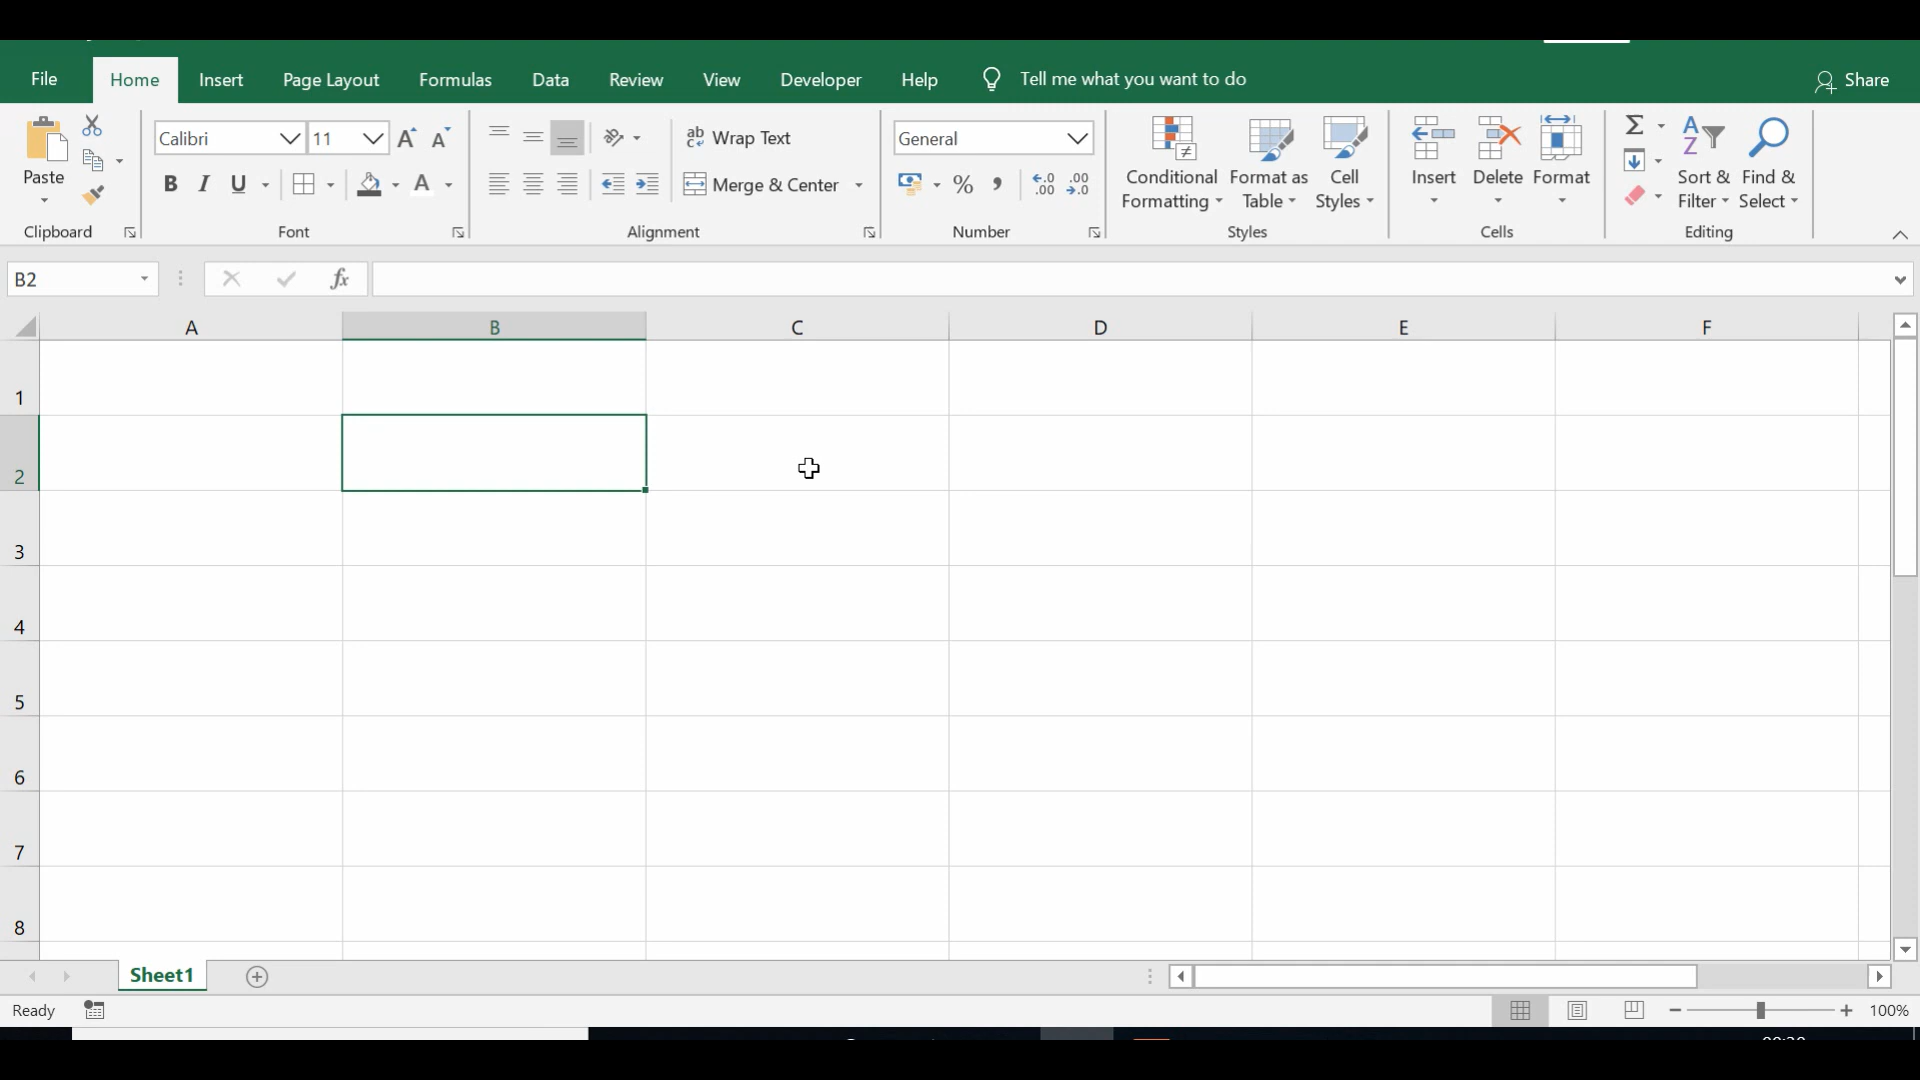 File Home Insert Page Layout Formulas Data Review View Developer Help Tell me what you want to do Share
Paste
Clipboard
Calibri 11
B I U
Font
ab Wrap Text
Merge & Center
Alignment
General
% ,
Number
Conditional Formatting
Format as Table
Cell Styles
Styles
Insert
Delete
Format
Cells
Σ
Sort & Filter
Find & Select
Editing
B2
fx
A B C D E F
1
2
3
4
5
6
7
8
Sheet1
Ready
100%